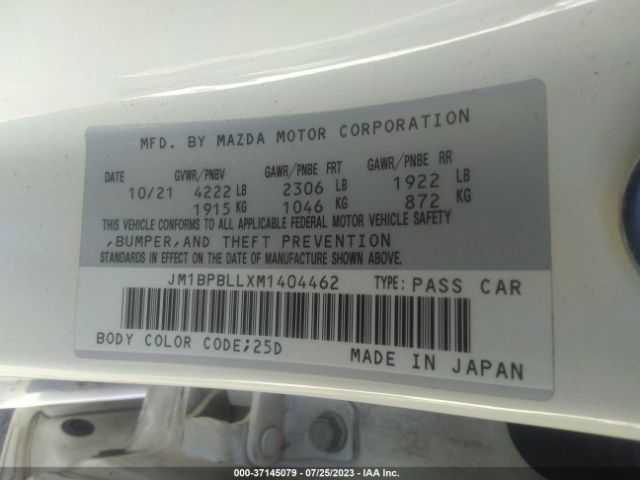 MFD. BY MAZDA MOTOR CORPORATION
DATE GVWR/PNBV GAWR/PNBE FRT GAWR/PNBE RR
10/21 4222 LB 2306 LB 1922 LB
1915 KG 1046 KG 872 KG
THIS VEHICLE CONFORMS TO ALL APPLICABLE FEDERAL MOTOR VEHICLE SAFETY
,BUMPER,AND THEFT PREVENTION
STANDARDS IN EFFECT ON THE DATE OF MANUFACTURE SHOWN ABOVE.
JM1BPBLLXM1404462 TYPE: PASS CAR
BODY COLOR CODE;25D MADE IN JAPAN
000-37145079 - 07/25/2023 - IAA Inc.